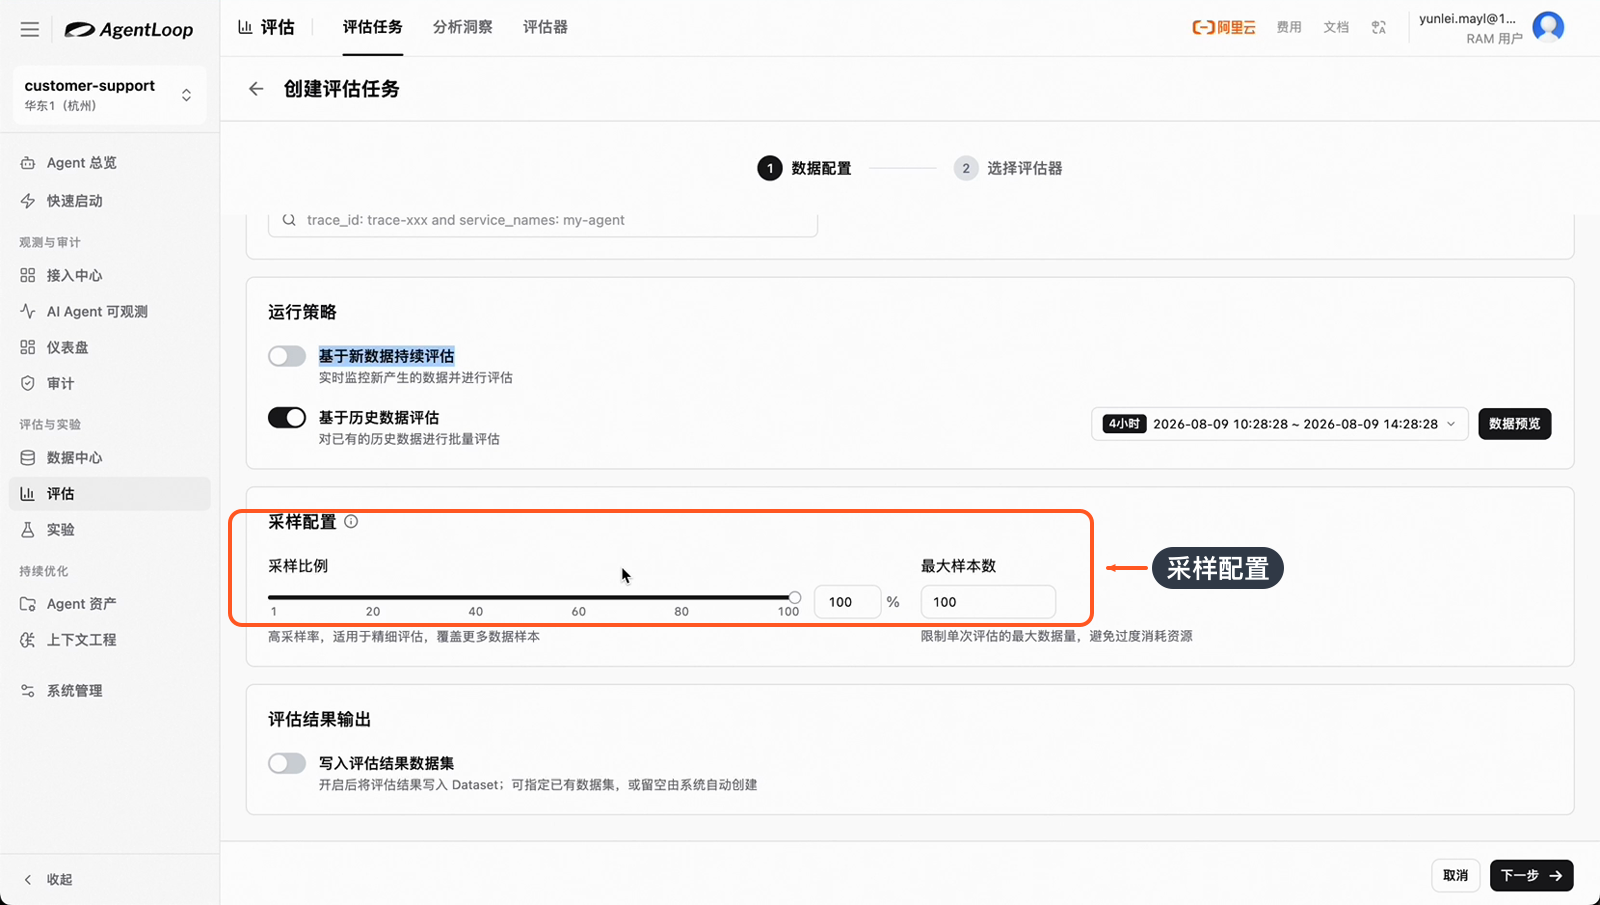 AgentLoop
customer-support
华东1（杭州）
Agent 总览
快速启动
观测与审计
接入中心
AI Agent 可观测
仪表盘
审计
评估与实验
数据中心
评估
实验
持续优化
Agent 资产
上下文工程
系统管理
收起
评估
评估任务
分析洞察
评估器
阿里云
费用
文档
yunlei.mayl@1...
RAM 用户
创建评估任务
1 数据配置
2 选择评估器
trace_id: trace-xxx and service_names: my-agent
运行策略
基于新数据持续评估
实时监控新产生的数据并进行评估
基于历史数据评估
对已有的历史数据进行批量评估
4小时 2026-08-09 10:28:28 ~ 2026-08-09 14:28:28
数据预览
采样配置
采样比例
1 20 40 60 80 100
100 %
高采样率，适用于精细评估，覆盖更多数据样本
最大样本数
100
限制单次评估的最大数据量，避免过度消耗资源
采样配置
评估结果输出
写入评估结果数据集
开启后将评估结果写入 Dataset；可指定已有数据集，或留空由系统自动创建
取消
下一步